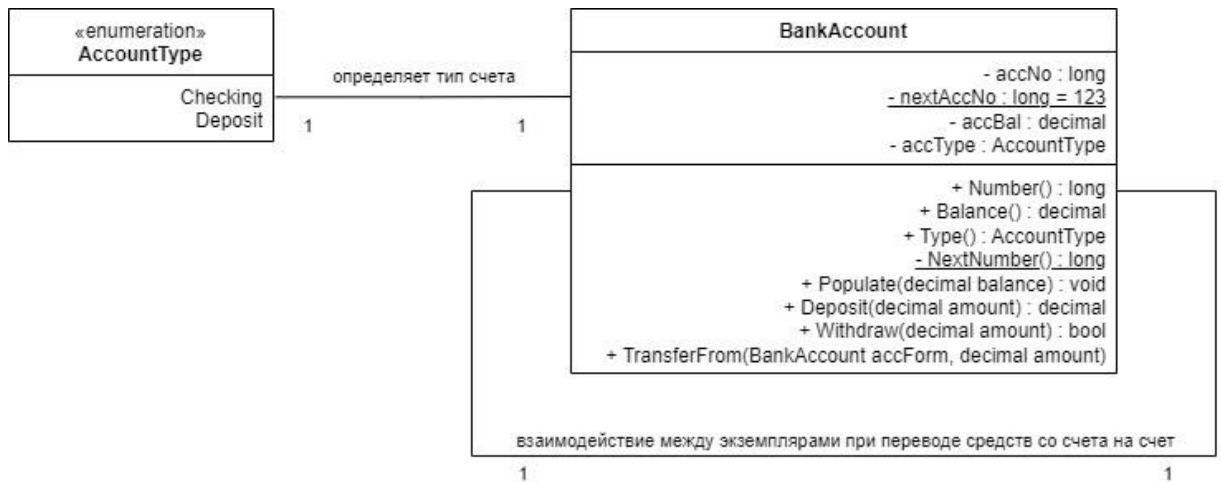 «enumeration»
AccountType
Checking
Deposit
определяет тип счета
1
1
BankAccount
- accNo : long
- nextAccNo : long = 123
- accBal : decimal
- accType : AccountType
+ Number() : long
+ Balance() : decimal
+ Type() : AccountType
- NextNumber() : long
+ Populate(decimal balance) : void
+ Deposit(decimal amount) : decimal
+ Withdraw(decimal amount) : bool
+ TransferFrom(BankAccount accForm, decimal amount)
взаимодействие между экземплярами при переводе средств со счета на счет
1
1